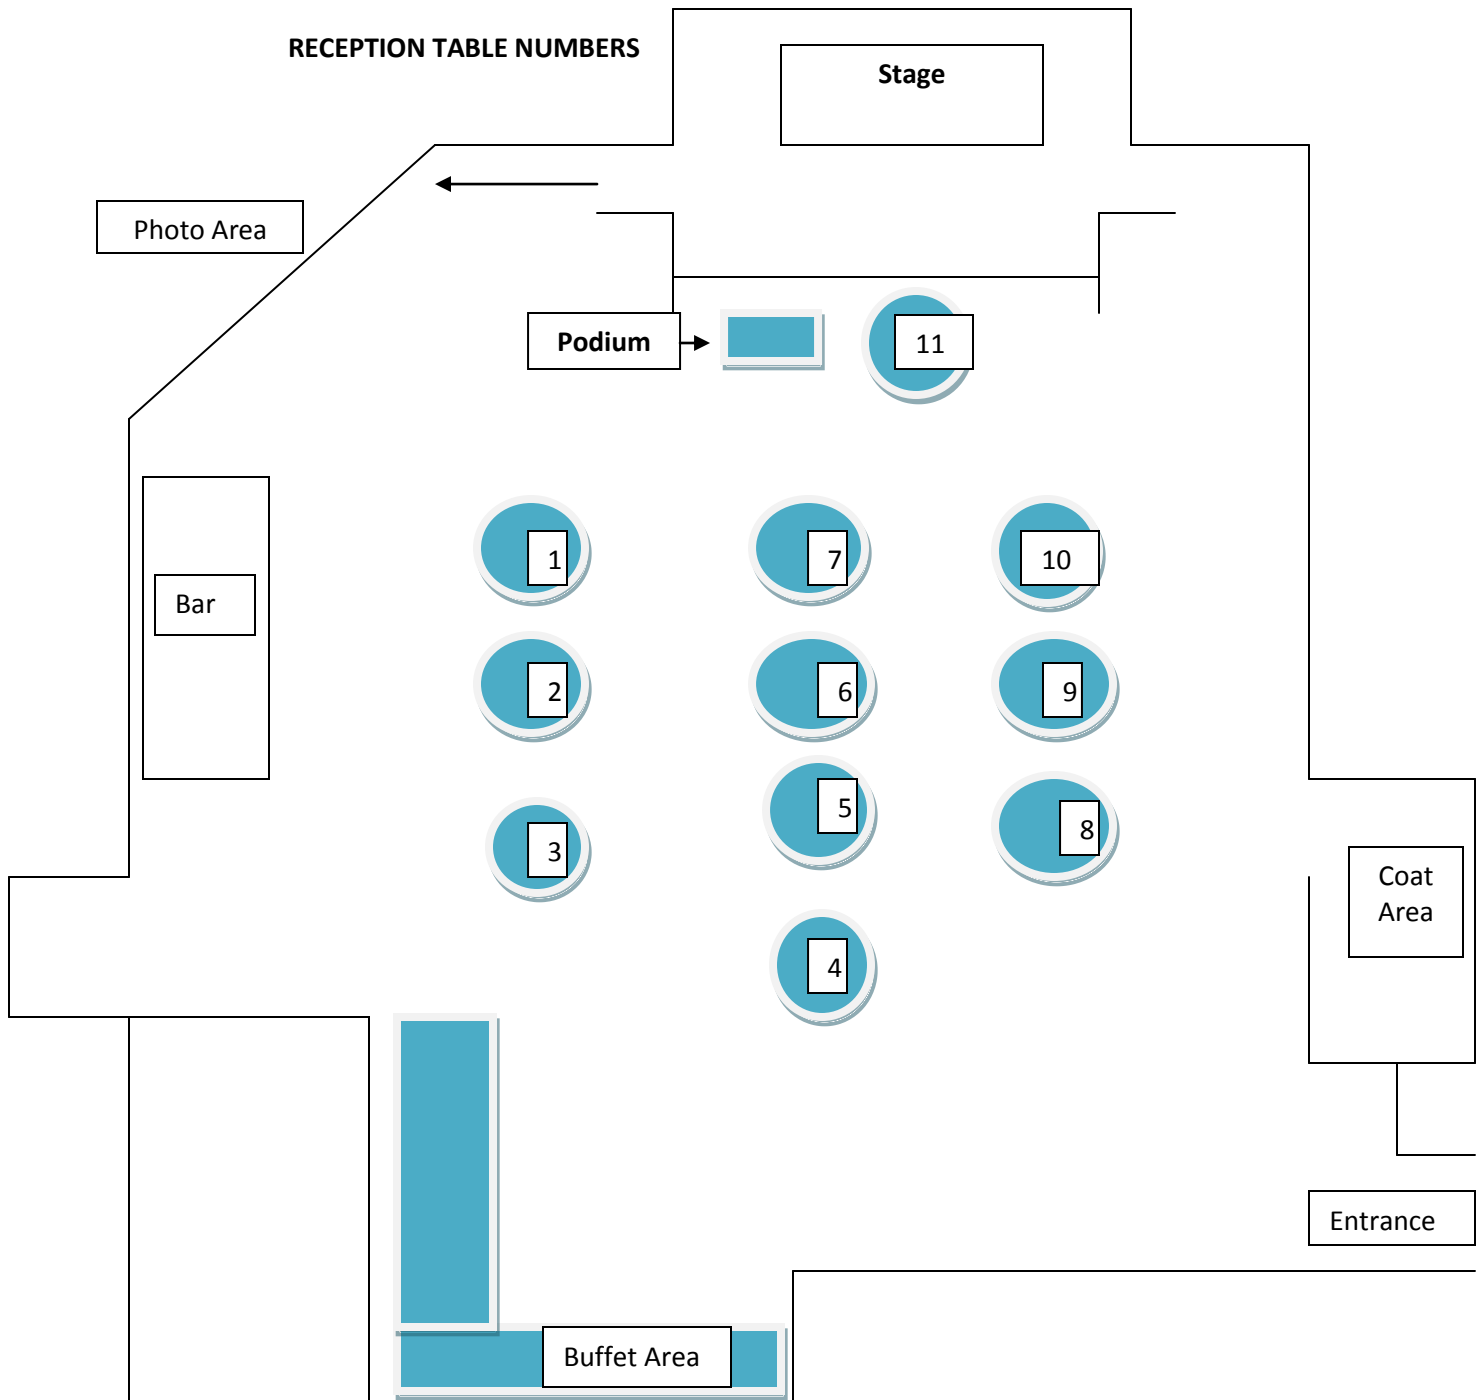 RECEPTION TABLE NUMBERS
Stage
Photo Area
Podium
11
1
7
10
Bar
2
6
9
3
5
8
4
Coat
Area
Entrance
Buffet Area